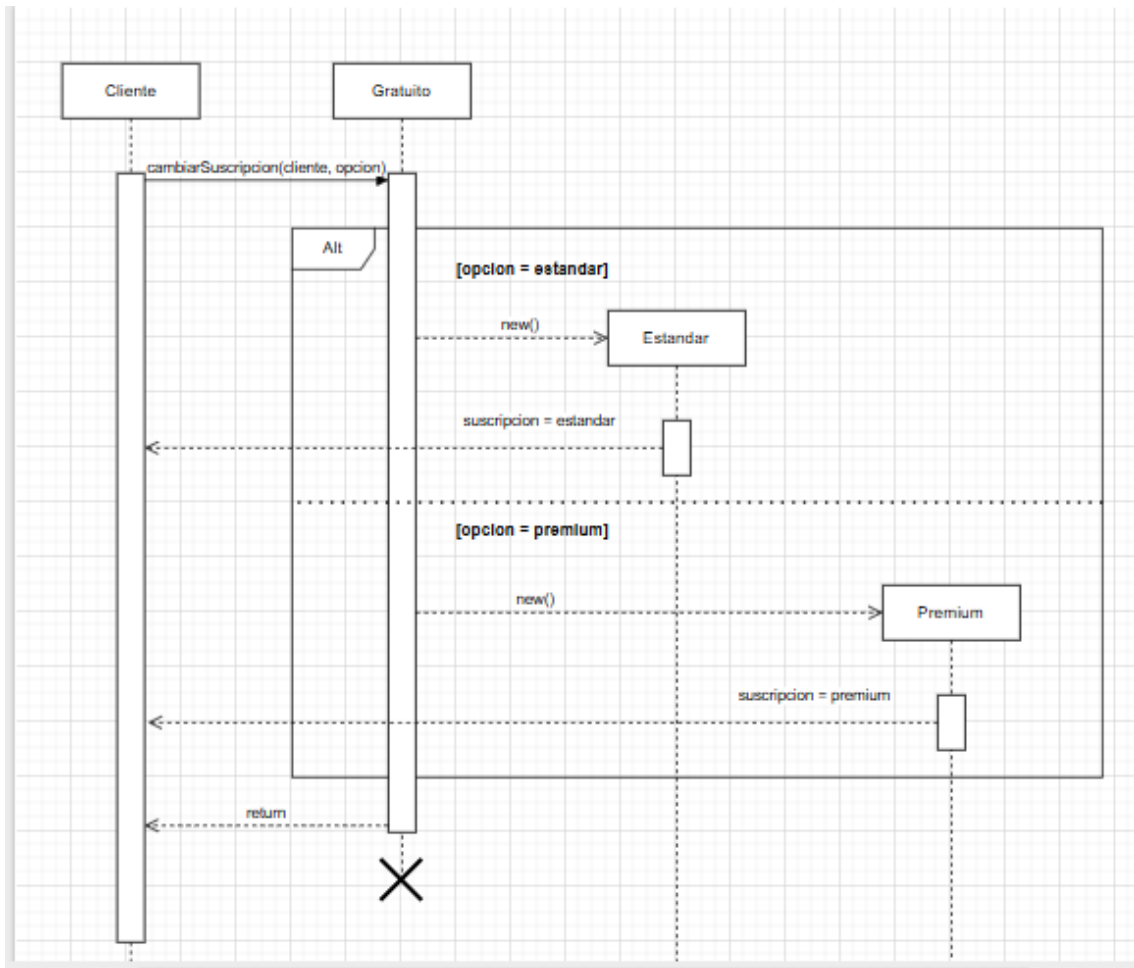 Cliente
Gratuito
cambiarSuscripcion(cliente, opcion)
Alt
[opcion = estandar]
new()
Estandar
suscripcion = estandar
[opcion = premium]
new()
Premium
suscripcion = premium
return